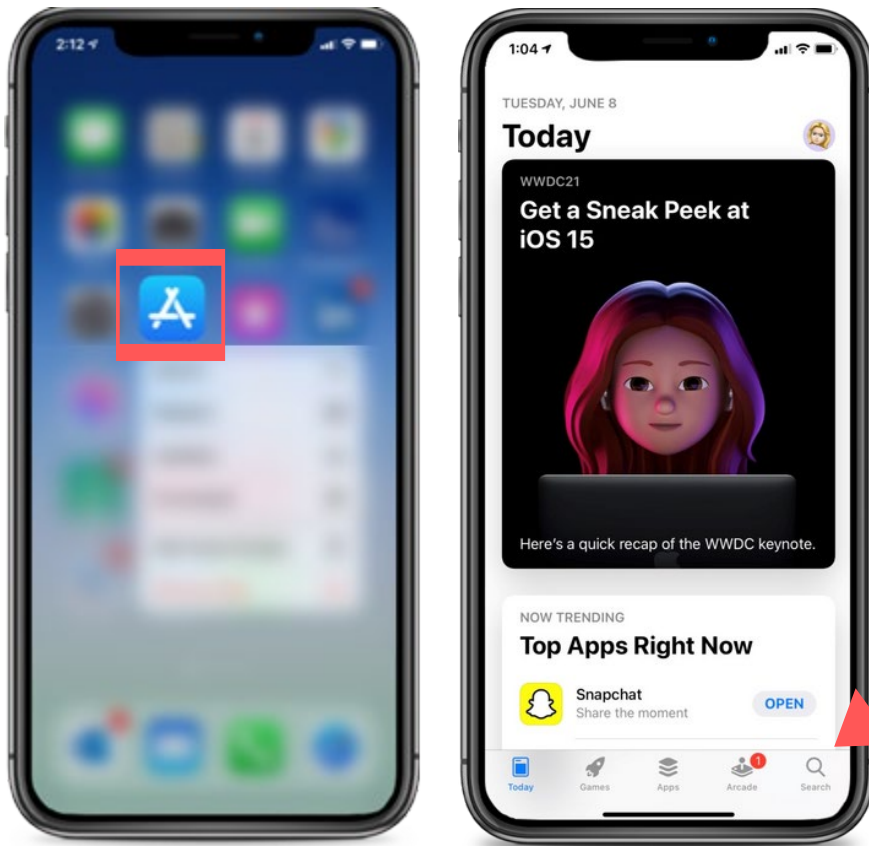 2:12
1:04
TUESDAY, JUNE 8
Today
WWDC21
Get a Sneak Peek at
iOS 15
Here's a quick recap of the WWDC keynote.
NOW TRENDING
Top Apps Right Now
Snapchat
Share the moment
OPEN
1
Today
Games
Apps
Arcade
Search